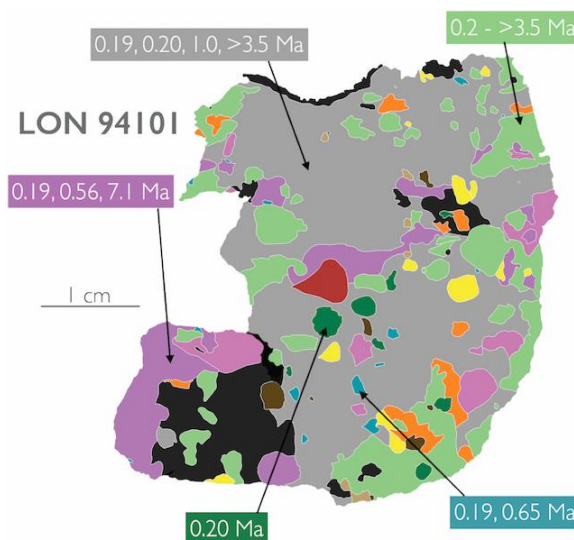 0.19, 0.20, 1.0, >3.5 Ma
0.2 - >3.5 Ma
LON 94101
0.19, 0.56, 7.1 Ma
1 cm
0.20 Ma
0.19, 0.65 Ma